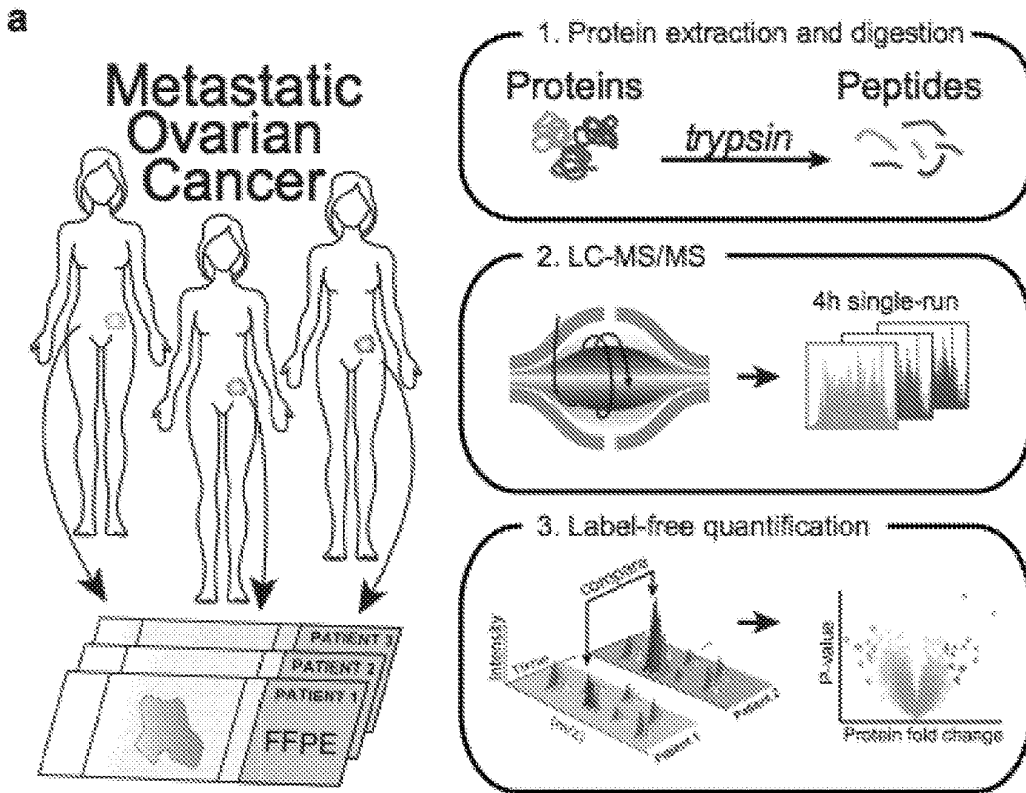 a
Metastatic
Ovarian
Cancer
PATIENT 3
PATIENT 2
PATIENT 1
FFPE
1. Protein extraction and digestion
Proteins
Peptides
trypsin
2. LC-MS/MS
4h single-run
3. Label-free quantification
compare
Intensity
Time
(m/z)
Patient 2
Patient 1
P-value
Protein fold change